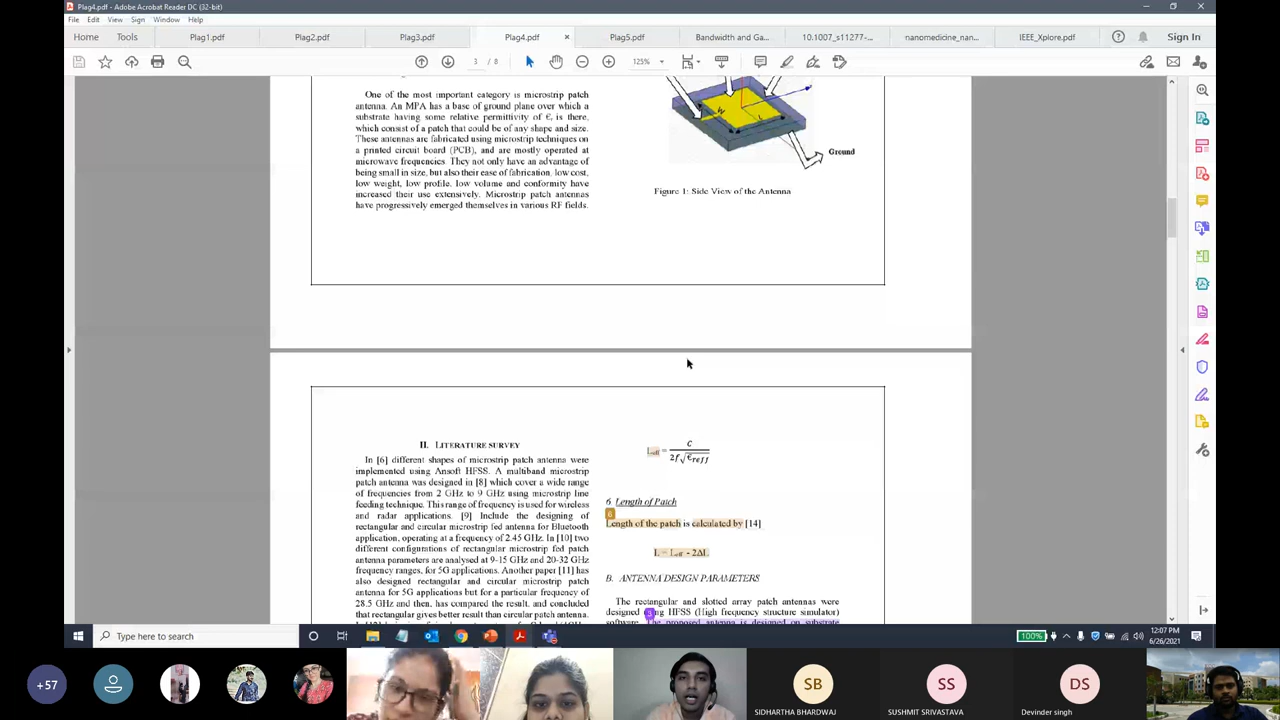 Plag4.pdf - Adobe Acrobat Reader DC (32-bit)
File Edit View Sign Window Help
Home Tools Plag1.pdf Plag2.pdf Plag3.pdf Plag4.pdf × Plag5.pdf Bandwidth and Ga... 10.1007_s11277-... nanomedicine_nan... IEEE_Xplore.pdf Sign In
3 / 8 125%
One of the most important category is microstrip patch
antenna. An MPA has a base of ground plane over which a
substrate having some relative permittivity of Єr is there,
which consist of a patch that could be of any shape and size.
These antennas are fabricated using microstrip techniques on
a printed circuit board (PCB), and are mostly operated at
microwave frequencies. They not only have an advantage of
being small in size, but also their ease of fabrication, low cost,
low weight, low profile, low volume and conformity have
increased their use extensively. Microstrip patch antennas
have progressively emerged themselves in various RF fields.
W
L
Ground
Figure 1: Side View of the Antenna
II. LITERATURE SURVEY
In [6] different shapes of microstrip patch antenna were
implemented using Ansoft HFSS. A multiband microstrip
patch antenna was designed in [8] which cover a wide range
of frequencies from 2 GHz to 9 GHz using microstrip line
feeding technique. This range of frequency is used for wireless
and radar applications. [9] Include the designing of
rectangular and circular microstrip fed antenna for Bluetooth
application, operating at a frequency of 2.45 GHz. In [10] two
different configurations of rectangular microstrip fed patch
antenna parameters are analysed at 9-15 GHz and 20-32 GHz
frequency ranges, for 5G applications. Another paper [11] has
also designed rectangular and circular microstrip patch
antenna for 5G applications but for a particular frequency of
28.5 GHz and then, has compared the result, and concluded
that rectangular gives better result than circular patch antenna.
Leff = C / 2f√Єreff
6 Length of Patch
6
Length of the patch is calculated by [14]
L = Leff - 2ΔL
B. ANTENNA DESIGN PARAMETERS
The rectangular and slotted array patch antennas were
designed using HFSS (High frequency structure simulator)
software. The proposed antenna is designed on substrate
3
Type here to search
100%
12:07 PM
6/26/2021
+57
SB
SIDHARTHA BHARDWAJ
SS
SUSHMIT SRIVASTAVA
DS
Devinder singh